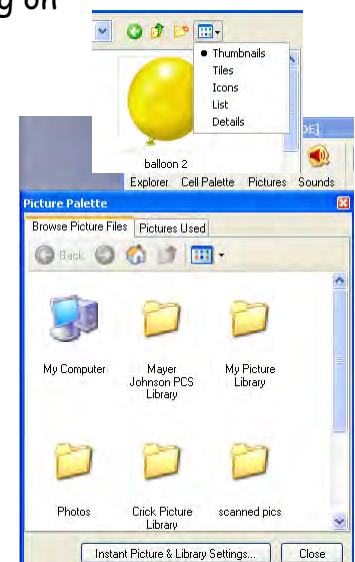 g on
Thumbnails
Tiles
Icons
List
Details
balloon 2
DE]
Explorer Cell Palette Pictures Sounds
Picture Palette
Browse Picture Files Pictures Used
Back
My Computer Mayer Johnson PCS Library My Picture Library
Photos Crick Picture Library scanned pics
Instant Picture & Library Settings... Close